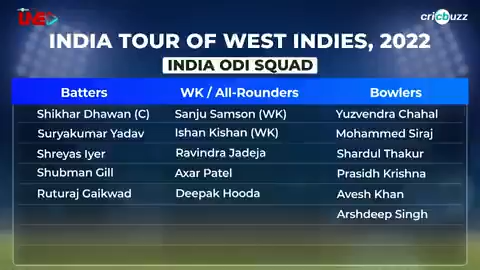 LIVE
cricbuzz
INDIA TOUR OF WEST INDIES, 2022
INDIA ODI SQUAD
Batters WK / All-Rounders Bowlers
Shikhar Dhawan (C) Sanju Samson (WK) Yuzvendra Chahal
Suryakumar Yadav Ishan Kishan (WK) Mohammed Siraj
Shreyas Iyer Ravindra Jadeja Shardul Thakur
Shubman Gill Axar Patel Prasidh Krishna
Ruturaj Gaikwad Deepak Hooda Avesh Khan
Arshdeep Singh